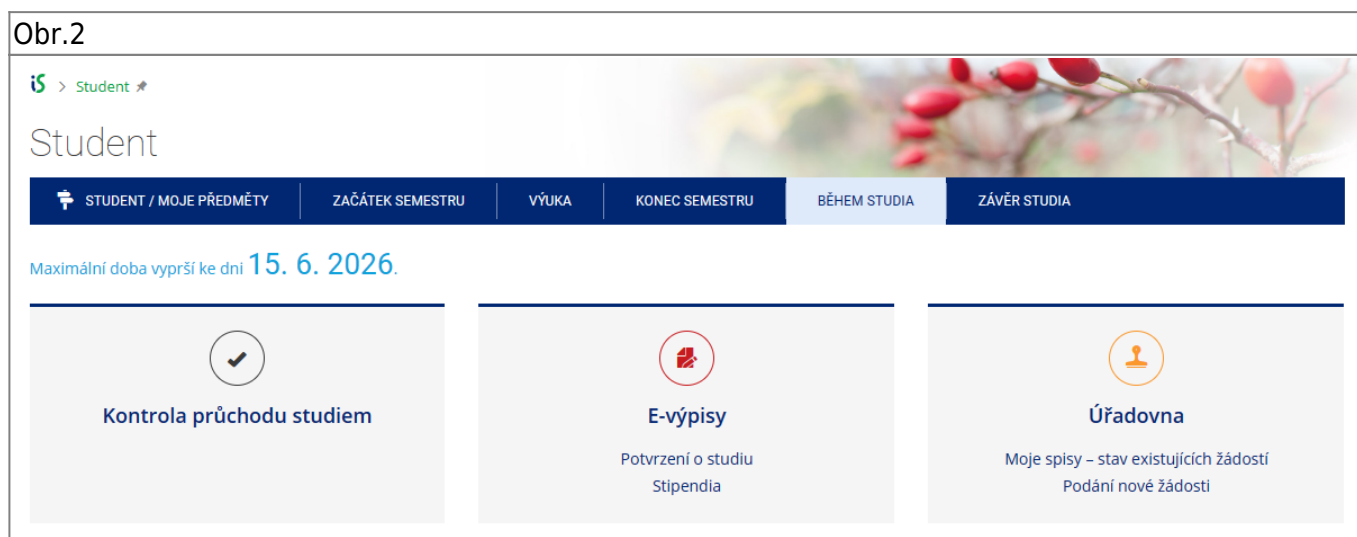 Obr.2
iS > Student
Student
STUDENT / MOJE PŘEDMĚTY ZAČÁTEK SEMESTRU VÝUKA KONEC SEMESTRU BĚHEM STUDIA ZÁVĚR STUDIA
Maximální doba vyprší ke dni 15. 6. 2026.
Kontrola průchodu studiem
E-výpisy
Potvrzení o studiu
Stipendia
Úřadovna
Moje spisy – stav existujících žádostí
Podání nové žádosti